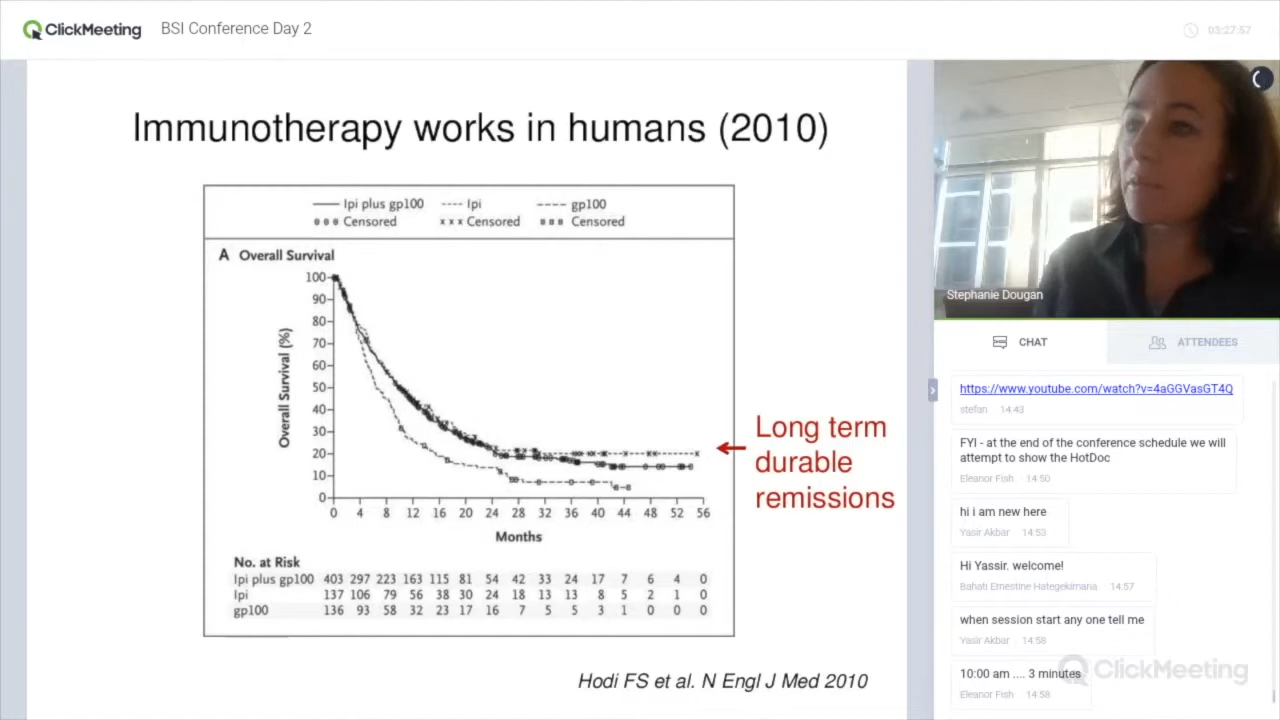 ClickMeeting
BSI Conference Day 2
03:27:57
Immunotherapy works in humans (2010)
Ipi plus gp100
Ipi
gp100
Censored
Censored
Censored
A Overall Survival
Overall Survival (%)
100
90
80
70
60
50
40
30
20
10
0
0 4 8 12 16 20 24 28 32 36 40 44 48 52 56
Months
No. at Risk
Ipi plus gp100 403 297 223 163 115 81 54 42 33 24 17 7 6 4 0
Ipi 137 106 79 56 38 30 24 18 13 13 8 5 2 1 0
gp100 136 93 58 32 23 17 16 7 5 5 3 1 0 0 0
Long term
durable
remissions
Hodi FS et al. N Engl J Med 2010
Stephanie Dougan
CHAT
ATTENDEES
https://www.youtube.com/watch?v=4aGGVasGT4Q
stefan 14:43
FYI - at the end of the conference schedule we will
attempt to show the HotDoc
Eleanor Fish 14:50
hi i am new here
Yasir Akbar 14:53
Hi Yassir. welcome!
Bahati Ernestine Hategekimana 14:57
when session start any one tell me
Yasir Akbar 14:58
10:00 am .... 3 minutes
Eleanor Fish 14:58
ClickMeeting